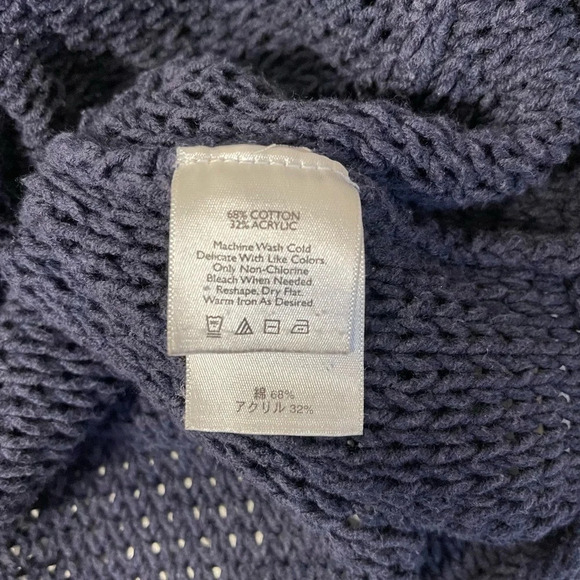 68% COTTON
32% ACRYLIC
Machine Wash Cold
Delicate With Like Colors.
Only Non-Chlorine
Bleach When Needed.
Reshape, Dry Flat.
Warm Iron As Desired.
綿 68%
アクリル 32%